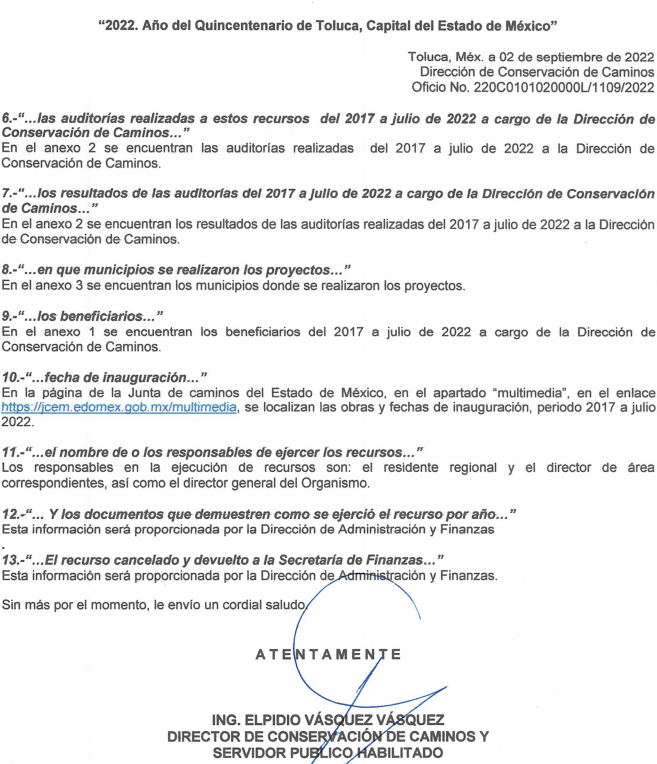 “2022. Año del Quincentenario de Toluca, Capital del Estado de México”
Toluca, Méx. a 02 de septiembre de 2022
Dirección de Conservación de Caminos
Oficio No. 220C0101020000L/1109/2022
6.-“...las auditorías realizadas a estos recursos del 2017 a julio de 2022 a cargo de la Dirección de
Conservación de Caminos...”
En el anexo 2 se encuentran las auditorías realizadas del 2017 a julio de 2022 a la Dirección de
Conservación de Caminos.
7.-“...los resultados de las auditorías del 2017 a julio de 2022 a cargo de la Dirección de Conservación
de Caminos...”
En el anexo 2 se encuentran los resultados de las auditorías realizadas del 2017 a julio de 2022 a la Dirección
de Conservación de Caminos.
8.-“...en que municipios se realizaron los proyectos...”
En el anexo 3 se encuentran los municipios donde se realizaron los proyectos.
9.-“...los beneficiarios...”
En el anexo 1 se encuentran los beneficiarios del 2017 a julio de 2022 a cargo de la Dirección de
Conservación de Caminos.
10.-“...fecha de inauguración...”
En la página de la Junta de caminos del Estado de México, en el apartado “multimedia”, en el enlace
https://jcem.edomex.gob.mx/multimedia, se localizan las obras y fechas de inauguración, periodo 2017 a julio
2022.
11.-“...el nombre de o los responsables de ejercer los recursos...”
Los responsables en la ejecución de recursos son: el residente regional y el director de área
correspondientes, así como el director general del Organismo.
12.-“... Y los documentos que demuestren como se ejerció el recurso por año...”
Esta información será proporcionada por la Dirección de Administración y Finanzas
.
13.-“...El recurso cancelado y devuelto a la Secretaría de Finanzas...”
Esta información será proporcionada por la Dirección de Administración y Finanzas.
Sin más por el momento, le envío un cordial saludo.
A T E N T A M E N T E
ING. ELPIDIO VÁSQUEZ VÁSQUEZ
DIRECTOR DE CONSERVACIÓN DE CAMINOS Y
SERVIDOR PUBLICO HABILITADO